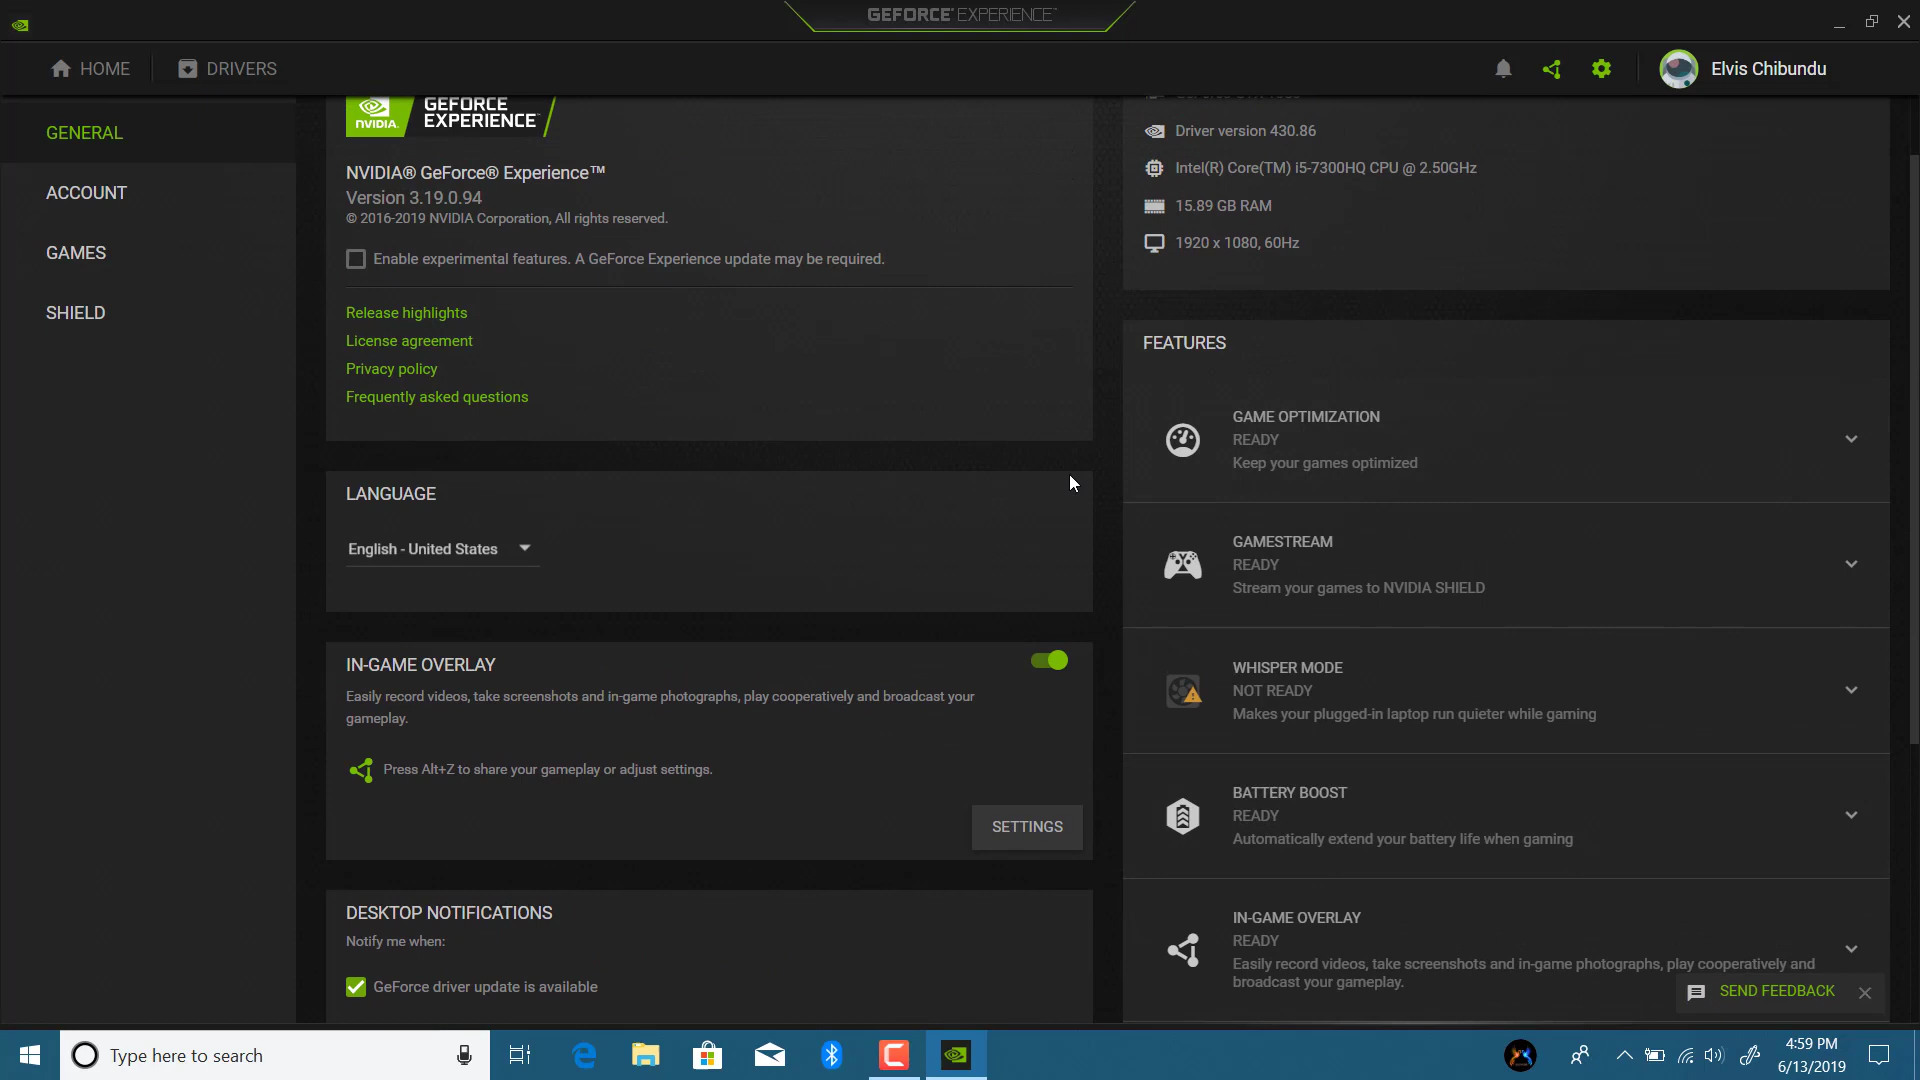 GEFORCE® EXPERIENCE™
HOME
DRIVERS
Elvis Chibundu
GENERAL
ACCOUNT
GAMES
SHIELD
NVIDIA.
GEFORCE
EXPERIENCE™
NVIDIA® GeForce® Experience™
Version 3.19.0.94
© 2016-2019 NVIDIA Corporation, All rights reserved.
Enable experimental features. A GeForce Experience update may be required.
Release highlights
License agreement
Privacy policy
Frequently asked questions
LANGUAGE
English - United States
IN-GAME OVERLAY
Easily record videos, take screenshots and in-game photographs, play cooperatively and broadcast your
gameplay.
Press Alt+Z to share your gameplay or adjust settings.
SETTINGS
DESKTOP NOTIFICATIONS
Notify me when:
GeForce driver update is available
Driver version 430.86
Intel(R) Core(TM) i5-7300HQ CPU @ 2.50GHz
15.89 GB RAM
1920 x 1080, 60Hz
FEATURES
GAME OPTIMIZATION
READY
Keep your games optimized
GAMESTREAM
READY
Stream your games to NVIDIA SHIELD
WHISPER MODE
NOT READY
Makes your plugged-in laptop run quieter while gaming
BATTERY BOOST
READY
Automatically extend your battery life when gaming
IN-GAME OVERLAY
READY
Easily record videos, take screenshots and in-game photographs, play cooperatively and
broadcast your gameplay.
SEND FEEDBACK
Type here to search
4:59 PM
6/13/2019